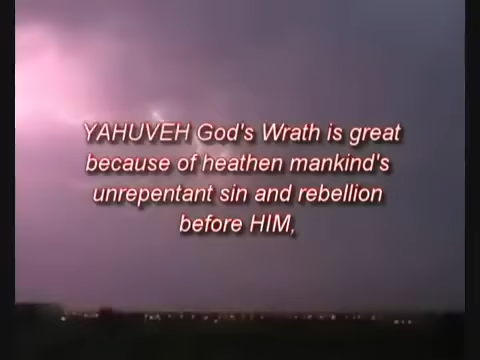 YAHUVEH God's Wrath is great
because of heathen mankind's
unrepentant sin and rebellion
before HIM,